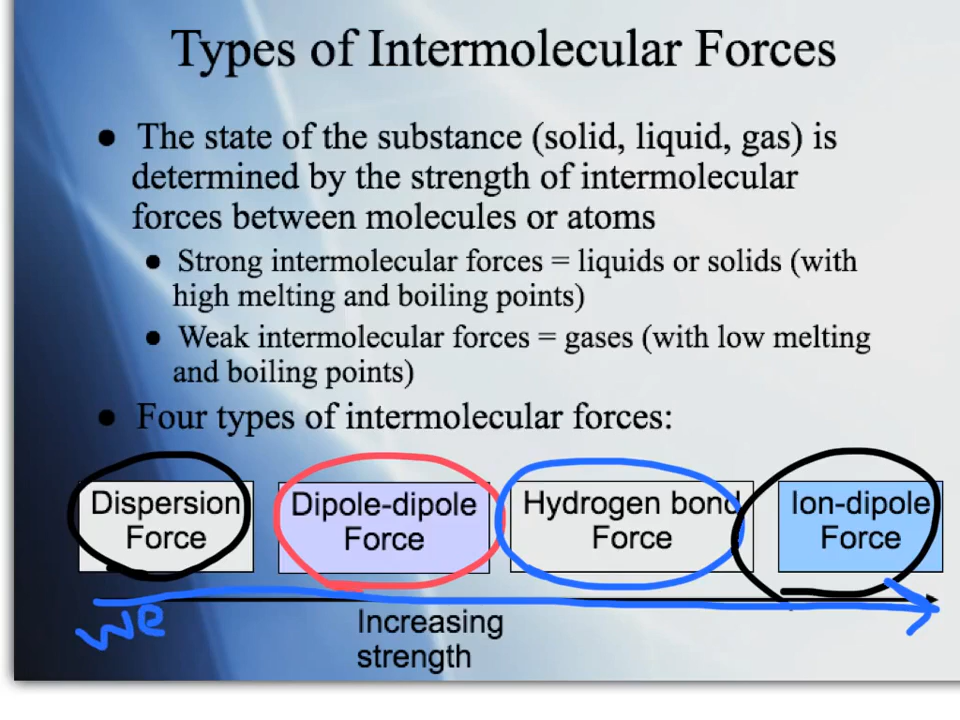 Types of Intermolecular Forces
• The state of the substance (solid, liquid, gas) is
determined by the strength of intermolecular
forces between molecules or atoms
• Strong intermolecular forces = liquids or solids (with
high melting and boiling points)
• Weak intermolecular forces = gases (with low melting
and boiling points)
• Four types of intermolecular forces:
Dispersion
Force
Dipole-dipole
Force
Hydrogen bond
Force
Ion-dipole
Force
we
Increasing
strength